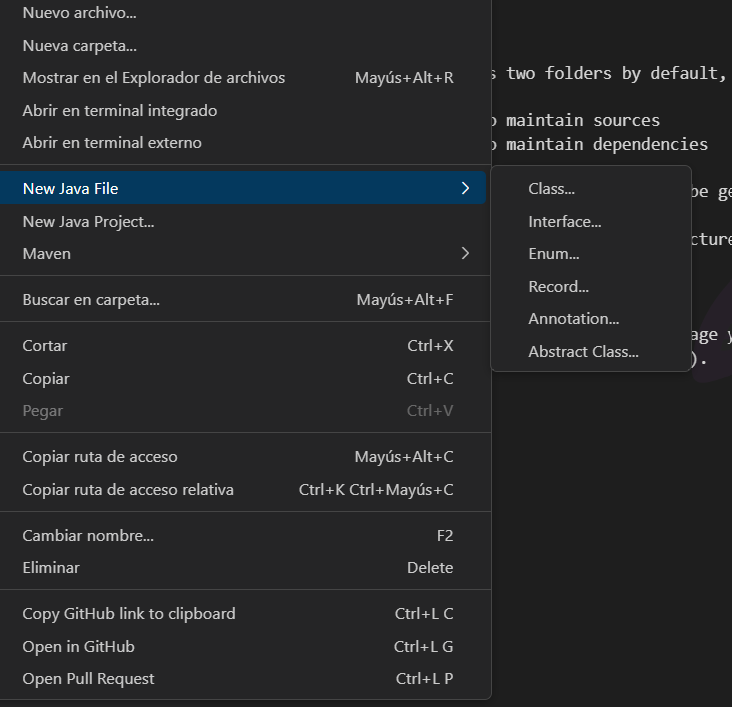 Nuevo archivo...
Nueva carpeta...
Mostrar en el Explorador de archivos Mayús+Alt+R
Abrir en terminal integrado
Abrir en terminal externo
New Java File
New Java Project...
Maven
Buscar en carpeta... Mayús+Alt+F
Cortar Ctrl+X
Copiar Ctrl+C
Pegar Ctrl+V
Copiar ruta de acceso Mayús+Alt+C
Copiar ruta de acceso relativa Ctrl+K Ctrl+Mayús+C
Cambiar nombre... F2
Eliminar Delete
Copy GitHub link to clipboard Ctrl+L C
Open in GitHub Ctrl+L G
Open Pull Request Ctrl+L P
Class...
Interface...
Enum...
Record...
Annotation...
Abstract Class...
two folders by default,
maintain sources
maintain dependencies
be
).